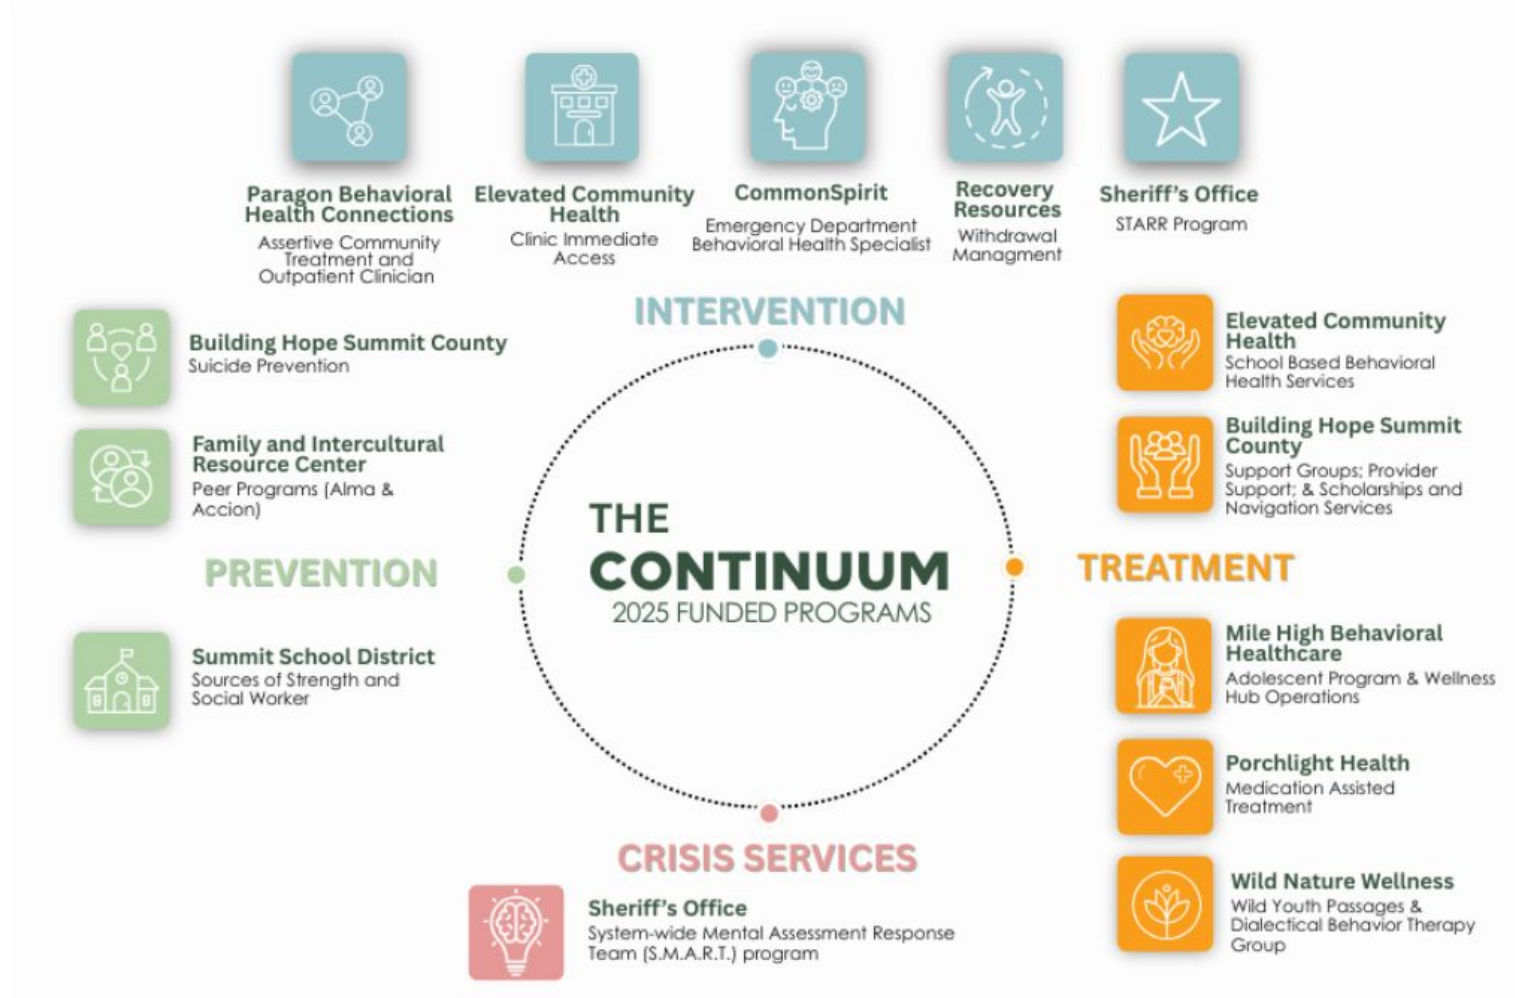 Paragon Behavioral
Health Connections
Assertive Community
Treatment and
Outpatient Clinician
Elevated Community
Health
Clinic Immediate
Access
CommonSpirit
Emergency Department
Behavioral Health Specialist
Recovery
Resources
Withdrawal
Managment
Sheriff's Office
STARR Program
INTERVENTION
Building Hope Summit County
Suicide Prevention
Family and Intercultural
Resource Center
Peer Programs (Alma &
Accion)
PREVENTION
Summit School District
Sources of Strength and
Social Worker
THE
CONTINUUM
2025 FUNDED PROGRAMS
Elevated Community
Health
School Based Behavioral
Health Services
Building Hope Summit
County
Support Groups; Provider
Support; & Scholarships and
Navigation Services
TREATMENT
Mile High Behavioral
Healthcare
Adolescent Program & Wellness
Hub Operations
Porchlight Health
Medication Assisted
Treatment
Wild Nature Wellness
Wild Youth Passages &
Dialectical Behavior Therapy
Group
CRISIS SERVICES
Sheriff's Office
System-wide Mental Assessment Response
Team (S.M.A.R.T.) program